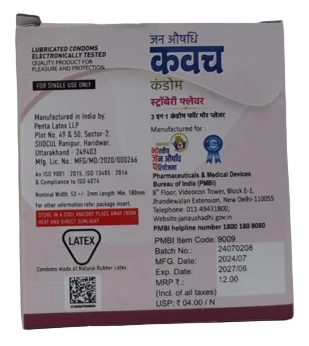 LUBRICATED CONDOMS
ELECTRONICALLY TESTED
QUALITY PRODUCT FOR
PLEASURE AND PROTECTION
FOR SINGLE USE ONLY
Manufactured in India by:
Penta Latex LLP
Plot No. 49 & 50, Sector-2,
SIDCUL Ranipur, Haridwar,
Uttarakhand - 249403
Mfg. Lic. No.: MFG/MD/2020/000266
An ISO 9001 : 2015, ISO 13485 : 2016
& Compliance to ISO 4074
Nominal Width: 53 +/- 2mm Length: Min. 180mm
For other information refer package insert.
STORE IN A COOL AND DRY PLACE AWAY FROM
HEAT AND DIRECT SUNLIGHT
LATEX
Condoms made of Natural Rubber Latex.
जन औषधि
कवच
कंडोम
स्ट्रॉबेरी फ्लेवर
3 इन 1 कंडोम फॉर मोर प्लेजर
Manufactured for :
जन औषधि
Pharmaceuticals & Medical Devices
Bureau of India (PMBI)
8th Floor, Videocon Tower, Block E-1,
Jhandewalan Extension, New Delhi-110055
Telephone: 011-49431800;
Website:janaushadhi.gov.in
PMBI helpline number 1800 180 8080
PMBI Item Code: 9009
Batch No.: 24070208
MFG. Date: 2024/07
Exp. Date: 2027/06
MRP ₹.: 12.00
(Incl. of all taxes)
USP: ₹ 04.00 / N